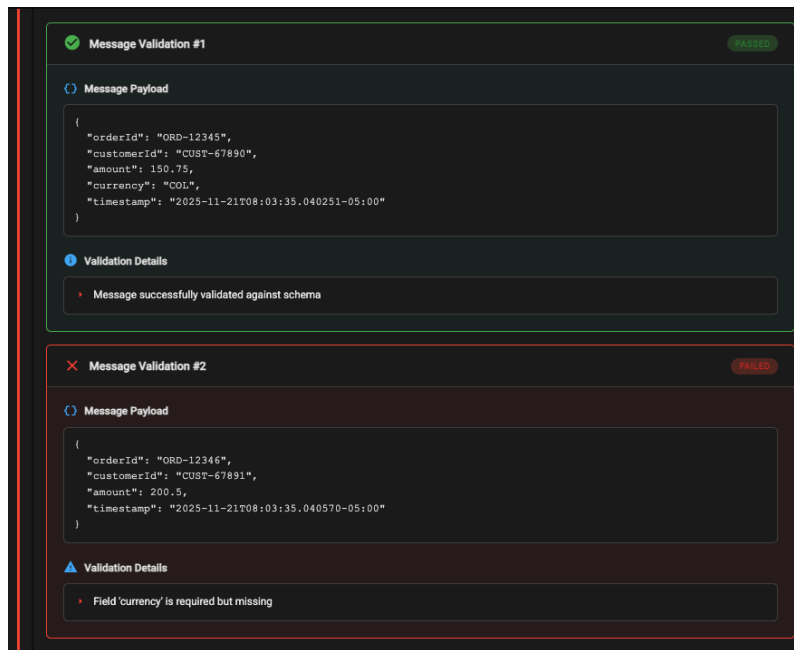 Message Validation #1
PASSED
{} Message Payload
{
"orderId": "ORD-12345",
"customerId": "CUST-67890",
"amount": 150.75,
"currency": "COL",
"timestamp": "2025-11-21T08:03:35.040251-05:00"
}
Validation Details
Message successfully validated against schema
Message Validation #2
FAILED
{} Message Payload
{
"orderId": "ORD-12346",
"customerId": "CUST-67891",
"amount": 200.5,
"timestamp": "2025-11-21T08:03:35.040570-05:00"
}
Validation Details
Field 'currency' is required but missing